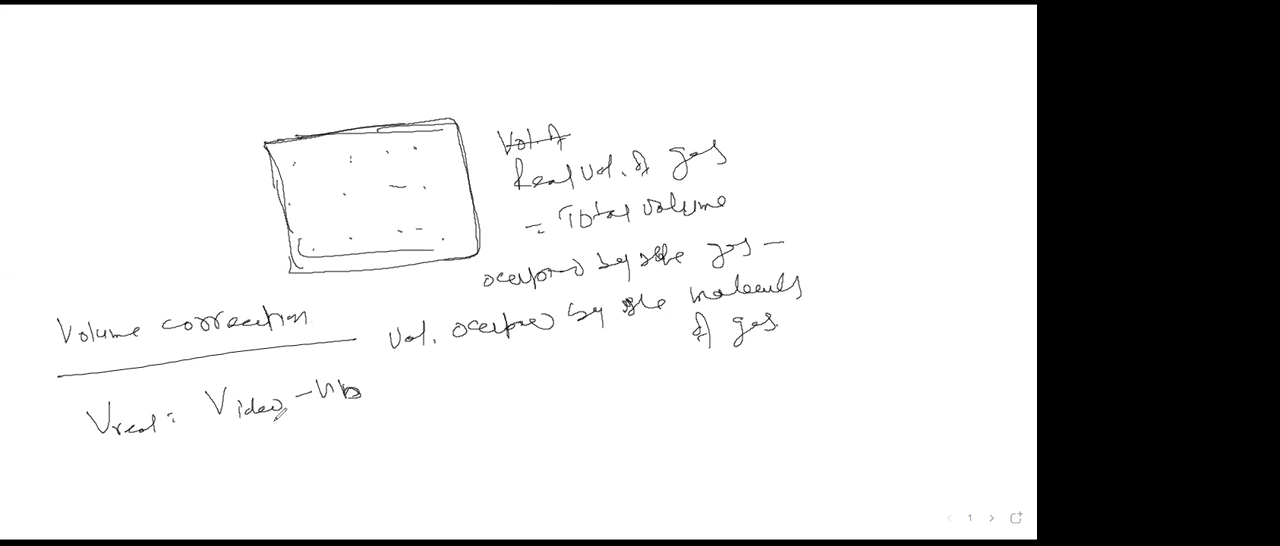 Vol. of
Real vol. of gas
= Total volume
occupied by the gas –
vol. occupied by the molecules
of gas
Volume correction
Vreal = Videal – nb
1